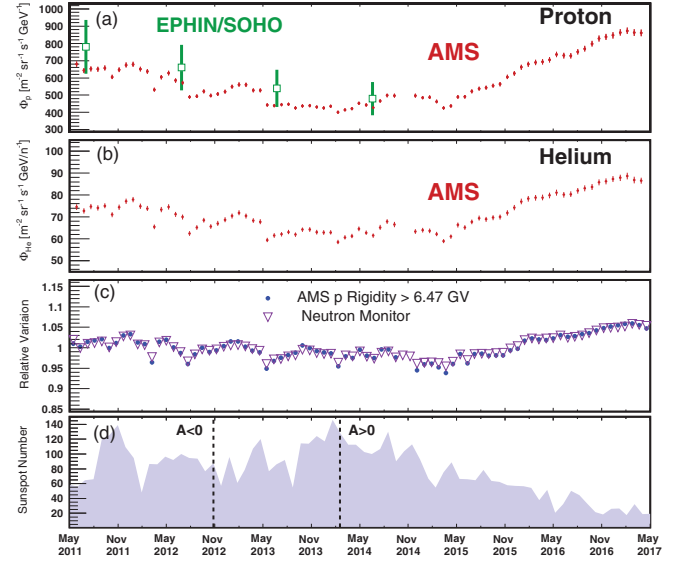 (a) EPHIN/SOHO Proton
AMS
Φp [m-2 sr-1 s-1 GeV-1]
1000
900
800
700
600
500
400
300
(b) Helium
AMS
ΦHe [m-2 sr-1 s-1 GeV/n-1]
100
80
60
40
(c) AMS p Rigidity > 6.47 GV
Neutron Monitor
Relative Variaion
1.15
1.1
1.05
1
0.95
0.9
0.85
(d) A<0 A>0
Sunspot Number
140
120
100
80
60
40
20
May Nov May Nov May Nov May Nov May Nov May Nov May
2011 2011 2012 2012 2013 2013 2014 2014 2015 2015 2016 2016 2017